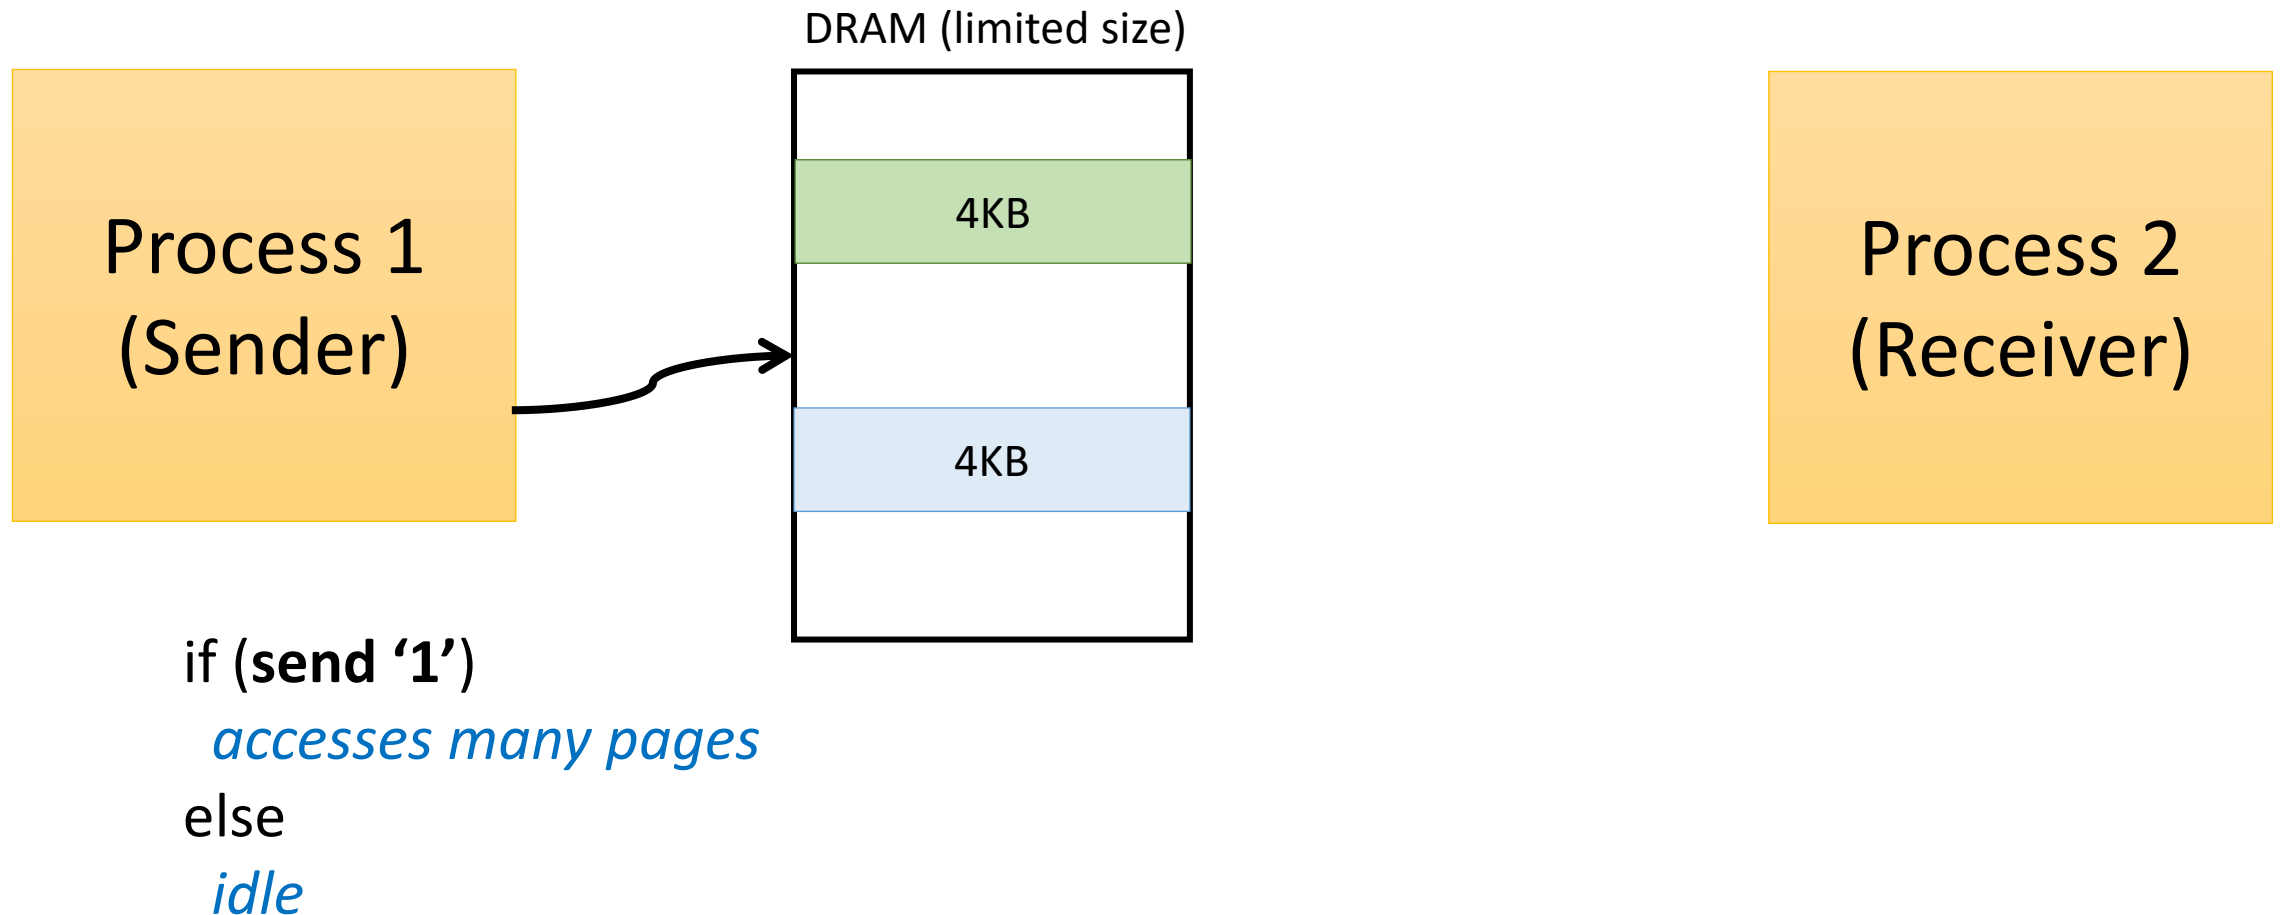 DRAM (limited size)
Process 1
(Sender)
4KB
4KB
Process 2
(Receiver)
if (send ‘1’)
accesses many pages
else
idle